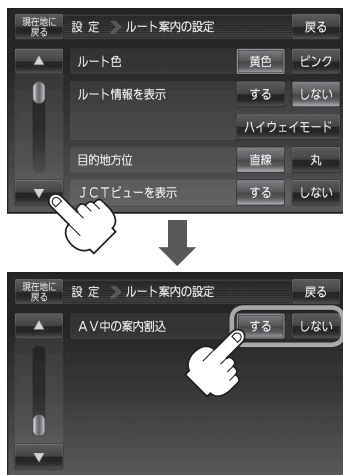 現在地に
戻る
設 定 ルート案内の設定 戻る
▲
ルート色 黄色 ピンク
ルート情報を表示 する しない
ハイウェイモード
目的地方位 直線 丸
▼
JCTビューを表示 する しない
現在地に
戻る
設 定 ルート案内の設定 戻る
▲
AV中の案内割込 する しない
▼